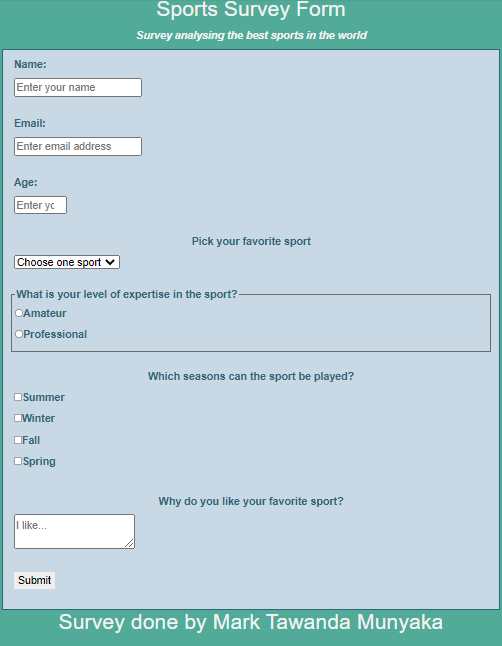 Sports Survey Form
Survey analysing the best sports in the world
Name:
Enter your name
Email:
Enter email address
Age:
Enter yo
Pick your favorite sport
Choose one sport
What is your level of expertise in the sport?
Amateur
Professional
Which seasons can the sport be played?
Summer
Winter
Fall
Spring
Why do you like your favorite sport?
I like...
Submit
Survey done by Mark Tawanda Munyaka